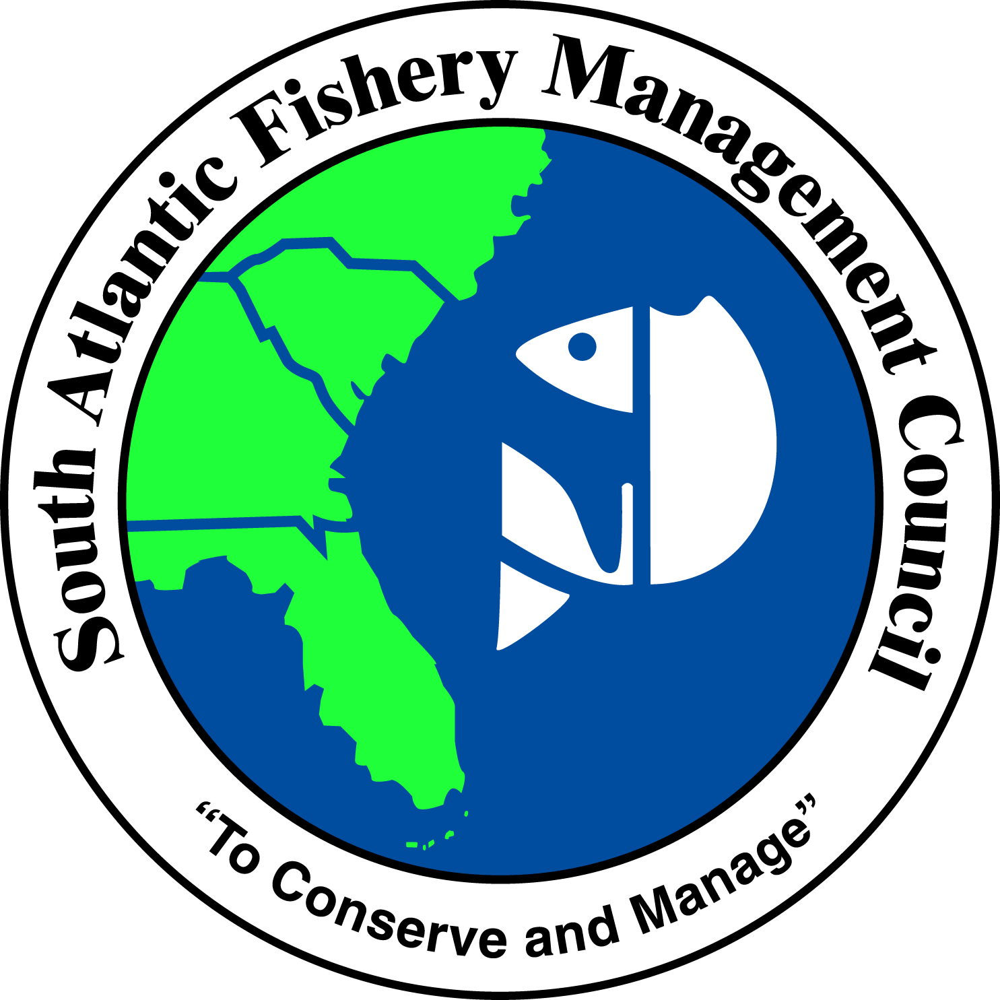 South Atlantic Fishery Management Council
“To Conserve and Manage”